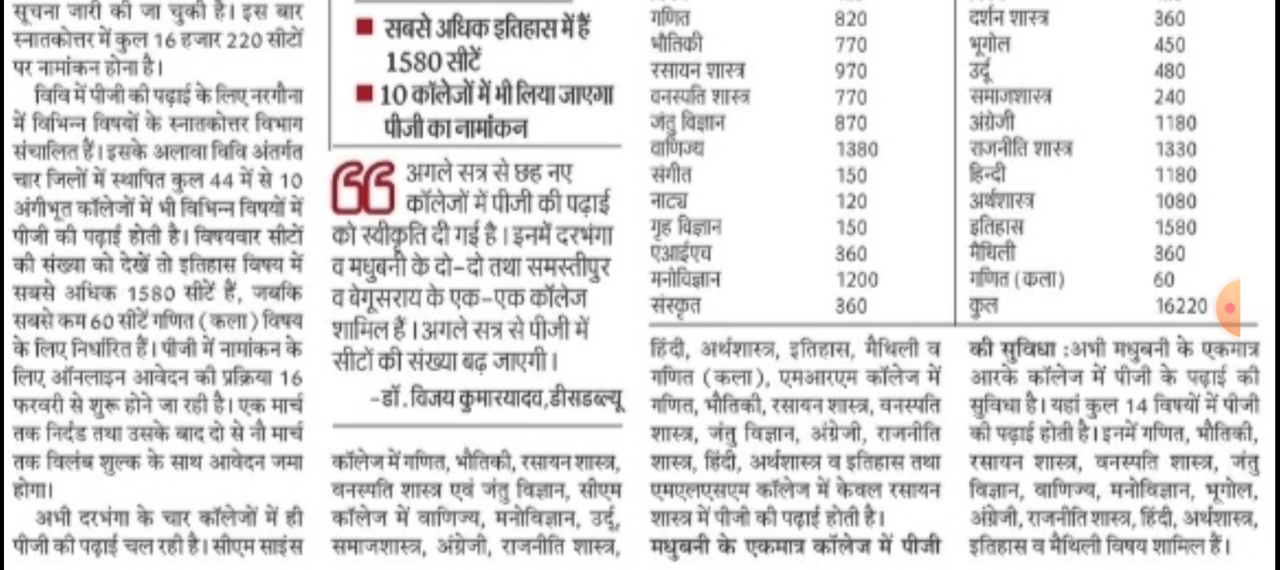 सूचना जारी की जा चुकी है। इस बार
स्नातकोत्तर में कुल 16 हजार 220 सीटों
पर नामांकन होना है।
विवि में पीजी की पढ़ाई के लिए नरगौना
में विभिन्न विषयों के स्नातकोत्तर विभाग
संचालित हैं। इसके अलावा विवि अंतर्गत
चार जिलों में स्थापित कुल 44 में से 10
अंगीभूत कॉलेजों में भी विभिन्न विषयों में
पीजी की पढ़ाई होती है। विषयवार सीटों
की संख्या को देखें तो इतिहास विषय में
सबसे अधिक 1580 सीटें हैं, जबकि
सबसे कम 60 सीटें गणित (कला) विषय
के लिए निर्धारित हैं। पीजी में नामांकन के
लिए ऑनलाइन आवेदन की प्रक्रिया 16
फरवरी से शुरू होने जा रही है। एक मार्च
तक निर्दंड तथा उसके बाद दो से नौ मार्च
तक विलंब शुल्क के साथ आवेदन जमा
होगा।
अभी दरभंगा के चार कॉलेजों में ही
पीजी की पढ़ाई चल रही है। सीएम साइंस
सबसे अधिक इतिहास में हैं
1580 सीटें
10 कॉलेजों में भी लिया जाएगा
पीजी का नामांकन
अगले सत्र से छह नए
कॉलेजों में पीजी की पढ़ाई
को स्वीकृति दी गई है। इनमें दरभंगा
व मधुबनी के दो-दो तथा समस्तीपुर
व बेगूसराय के एक-एक कॉलेज
शामिल हैं। अगले सत्र से पीजी में
सीटों की संख्या बढ़ जाएगी।
-डॉ. विजय कुमारयादव,डीसडब्ल्यू
कॉलेज में गणित, भौतिकी, रसायन शास्त्र,
वनस्पति शास्त्र एवं जंतु विज्ञान, सीएम
कॉलेज में वाणिज्य, मनोविज्ञान, उर्दू,
समाजशास्त्र, अंग्रेजी, राजनीति शास्त्र,
गणित 820
भौतिकी 770
रसायन शास्त्र 970
वनस्पति शास्त्र 770
जंतु विज्ञान 870
वाणिज्य 1380
संगीत 150
नाट्य 120
गृह विज्ञान 150
एआईएच 360
मनोविज्ञान 1200
संस्कृत 360
दर्शन शास्त्र 360
भूगोल 450
उर्दू 480
समाजशास्त्र 240
अंग्रेजी 1180
राजनीति शास्त्र 1330
हिन्दी 1180
अर्थशास्त्र 1080
इतिहास 1580
मैथिली 360
गणित (कला) 60
कुल 16220
हिंदी, अर्थशास्त्र, इतिहास, मैथिली व
गणित (कला), एमआरएम कॉलेज में
गणित, भौतिकी, रसायन शास्त्र, वनस्पति
शास्त्र, जंतु विज्ञान, अंग्रेजी, राजनीति
शास्त्र, हिंदी, अर्थशास्त्र व इतिहास तथा
एमएलएसएम कॉलेज में केवल रसायन
शास्त्र में पीजी की पढ़ाई होती है।
मधुबनी के एकमात्र कॉलेज में पीजी
की सुविधा :अभी मधुबनी के एकमात्र
आरके कॉलेज में पीजी के पढ़ाई की
सुविधा है। यहां कुल 14 विषयों में पीजी
की पढ़ाई होती है। इनमें गणित, भौतिकी,
रसायन शास्त्र, वनस्पति शास्त्र, जंतु
विज्ञान, वाणिज्य, मनोविज्ञान, भूगोल,
अंग्रेजी, राजनीति शास्त्र, हिंदी, अर्थशास्त्र,
इतिहास व मैथिली विषय शामिल हैं।